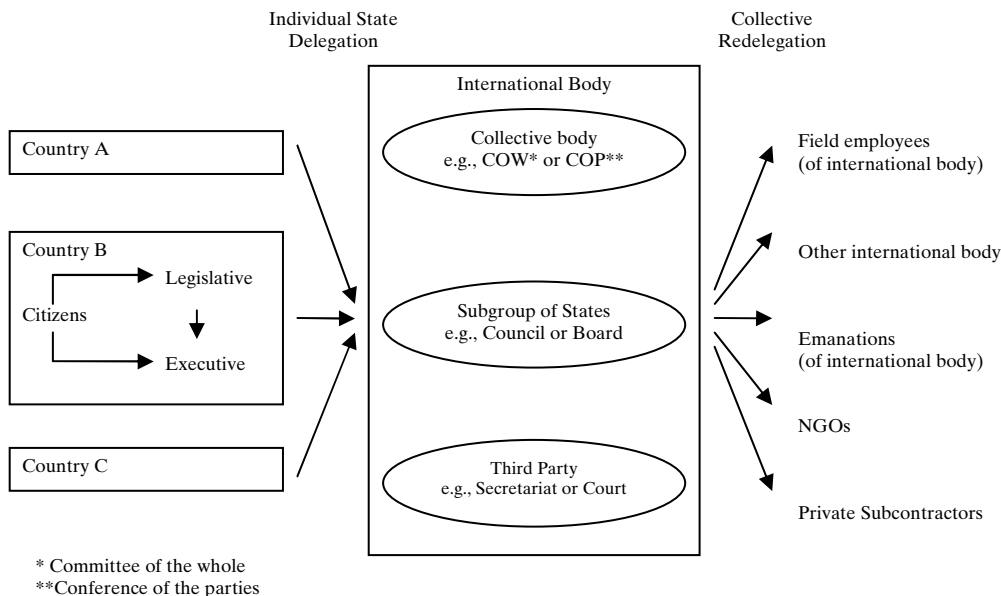 Individual State
Delegation
Collective
Redelegation
International Body
Collective body
e.g., COW* or COP**
Subgroup of States
e.g., Council or Board
Third Party
e.g., Secretariat or Court
Country A
Country B
Legislative
Citizens
Executive
Country C
Field employees
(of international body)
Other international body
Emanations
(of international body)
NGOs
Private Subcontractors
* Committee of the whole
**Conference of the parties